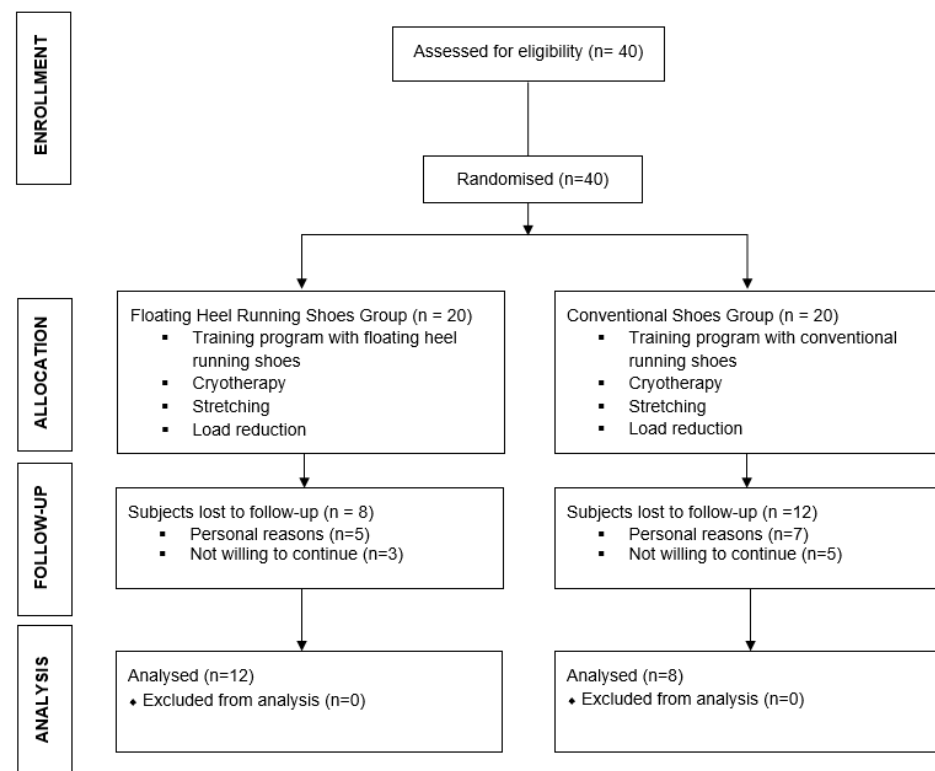 ENROLLMENT
Assessed for eligibility (n= 40)
Randomised (n=40)
ALLOCATION
Floating Heel Running Shoes Group (n = 20)
▪ Training program with floating heel
running shoes
▪ Cryotherapy
▪ Stretching
▪ Load reduction
Conventional Shoes Group (n = 20)
▪ Training program with conventional
running shoes
▪ Cryotherapy
▪ Stretching
▪ Load reduction
FOLLOW-UP
Subjects lost to follow-up (n = 8)
▪ Personal reasons (n=5)
▪ Not willing to continue (n=3)
Subjects lost to follow-up (n =12)
▪ Personal reasons (n=7)
▪ Not willing to continue (n=5)
ANALYSIS
Analysed (n=12)
⬥ Excluded from analysis (n=0)
Analysed (n=8)
⬥ Excluded from analysis (n=0)